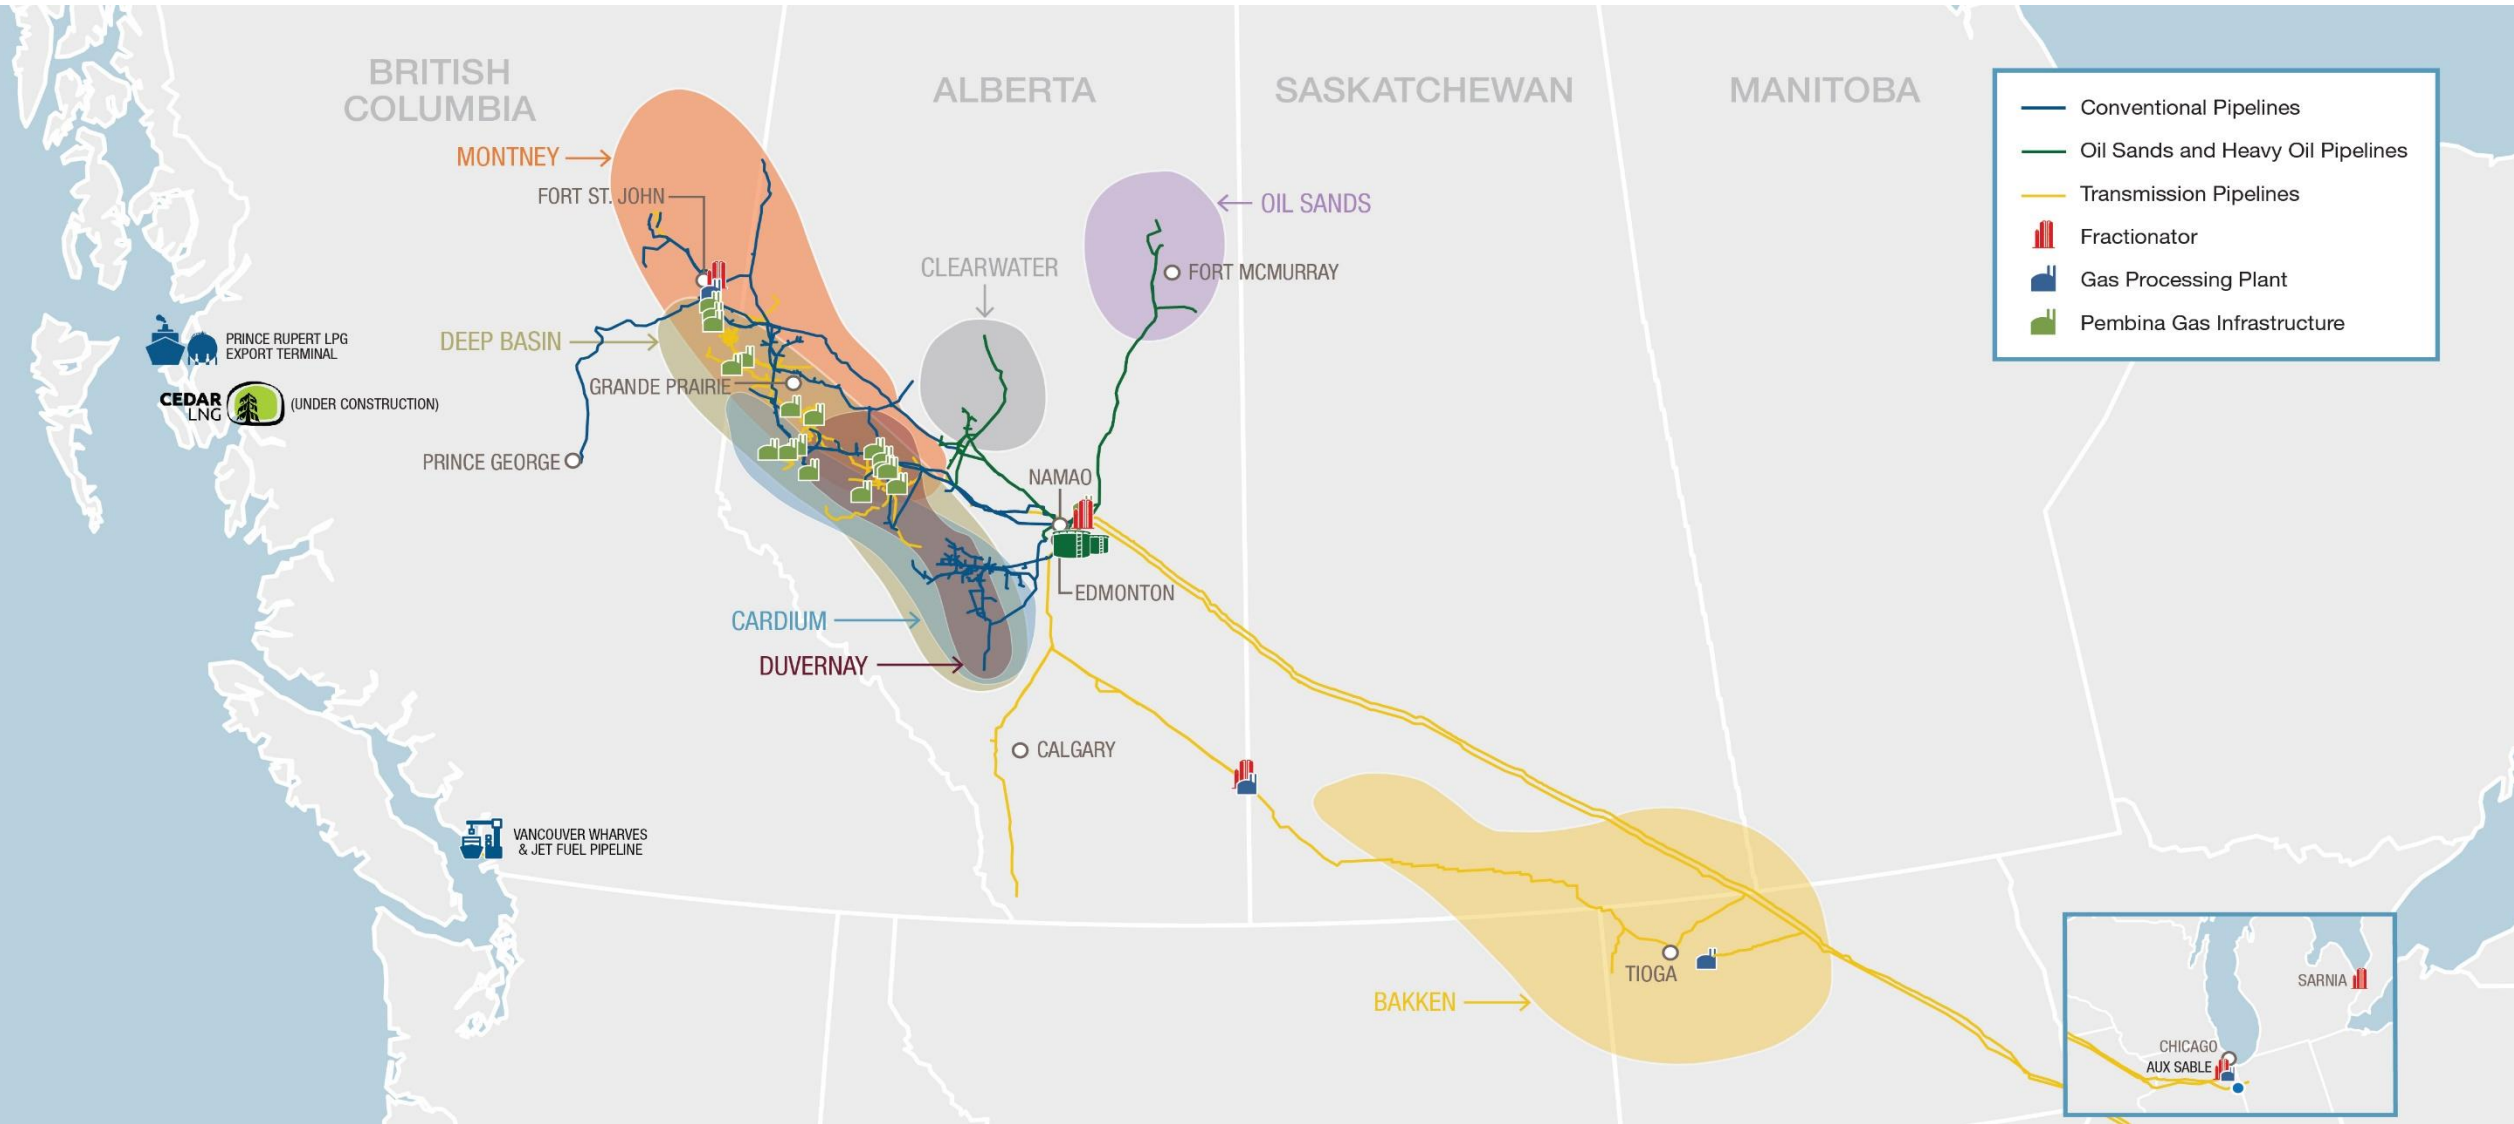 BRITISH
COLUMBIA
ALBERTA
SASKATCHEWAN
MANITOBA
Conventional Pipelines
Oil Sands and Heavy Oil Pipelines
Transmission Pipelines
Fractionator
Gas Processing Plant
Pembina Gas Infrastructure
MONTNEY
FORT ST. JOHN
OIL SANDS
CLEARWATER
FORT MCMURRAY
DEEP BASIN
PRINCE RUPERT LPG
EXPORT TERMINAL
GRANDE PRAIRIE
CEDAR
LNG
(UNDER CONSTRUCTION)
PRINCE GEORGE
NAMAO
EDMONTON
CARDIUM
DUVERNAY
CALGARY
VANCOUVER WHARVES
& JET FUEL PIPELINE
TIOGA
BAKKEN
SARNIA
CHICAGO
AUX SABLE